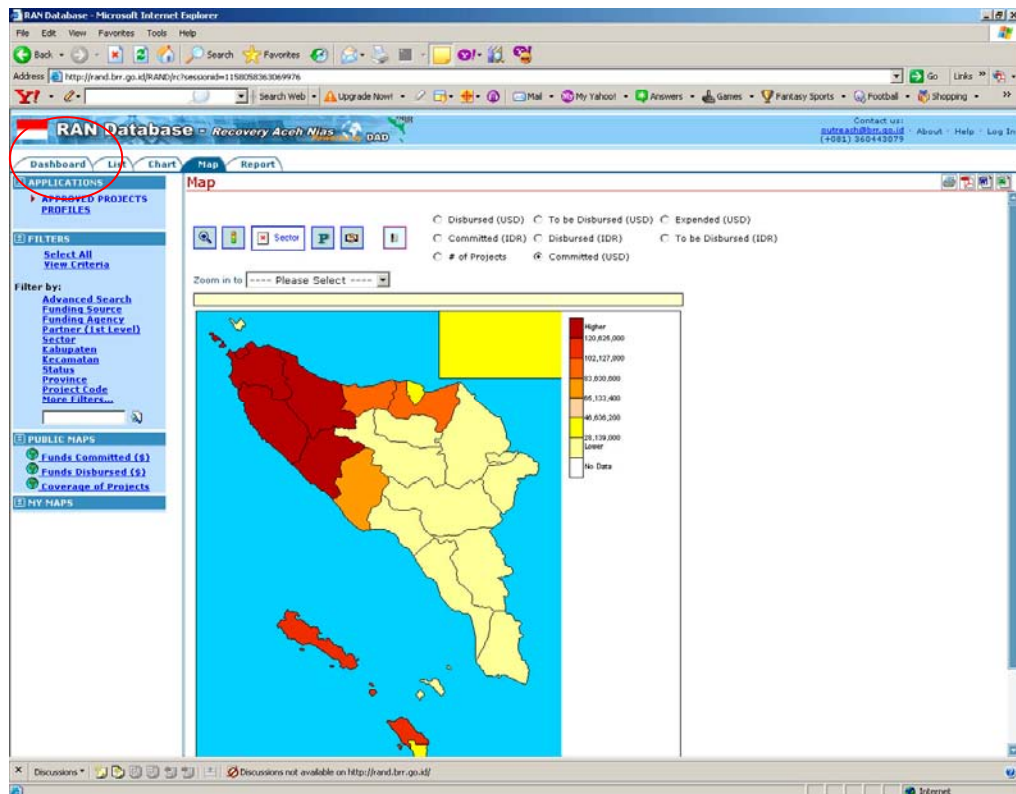 RAN Database - Microsoft Internet Explorer
File Edit View Favorites Tools Help
Back Search Favorites
Address http://rand.brr.go.id/RAND/rc?sessionid=1158058363069976 Go Links
Y! Search Web Upgrade Now! Mail My Yahoo! Answers Games Fantasy Sports Football Shopping
RAN Database - Recovery Aceh Nias DAD
Contact us:
outreach@brr.go.id About Help Log In
(+081) 360443079
Dashboard List Chart Map Report
APPLICATIONS
APPROVED PROJECTS
PROFILES
FILTERS
Select All
View Criteria
Filter by:
Advanced Search
Funding Source
Funding Agency
Partner (1st Level)
Sector
Kabupaten
Kecamatan
Status
Province
Project Code
More Filters...
PUBLIC MAPS
Funds Committed ($)
Funds Disbursed ($)
Coverage of Projects
MY MAPS
Map
Disbursed (USD) To be Disbursed (USD) Expended (USD)
Sector P Committed (IDR) Disbursed (IDR) To be Disbursed (IDR)
# of Projects Committed (USD)
Zoom in to ---- Please Select ----
Higher
120,625,000
102,127,000
83,630,600
65,133,400
46,636,200
28,139,000
Lower
No Data
Discussions Discussions not available on http://rand.brr.go.id/
Internet